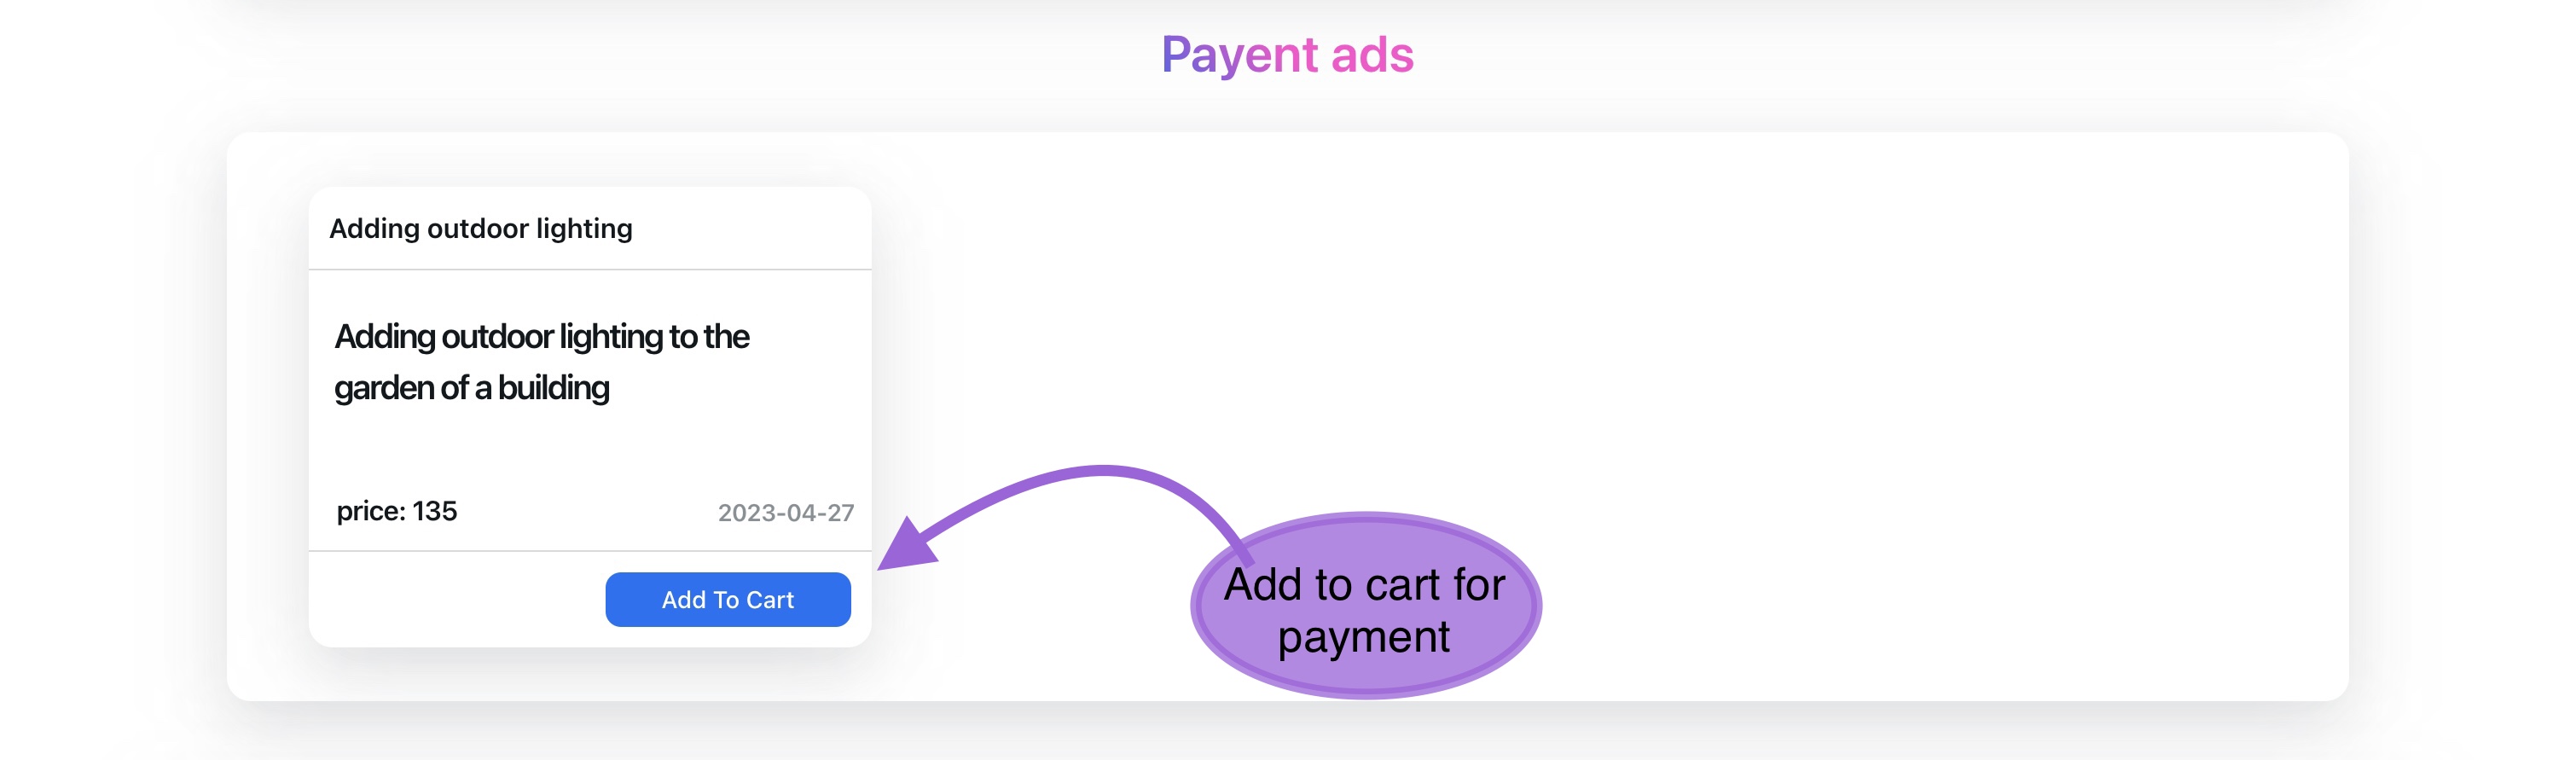 Payent ads
Adding outdoor lighting
Adding outdoor lighting to the
garden of a building
price: 135
2023-04-27
Add To Cart
Add to cart for
payment